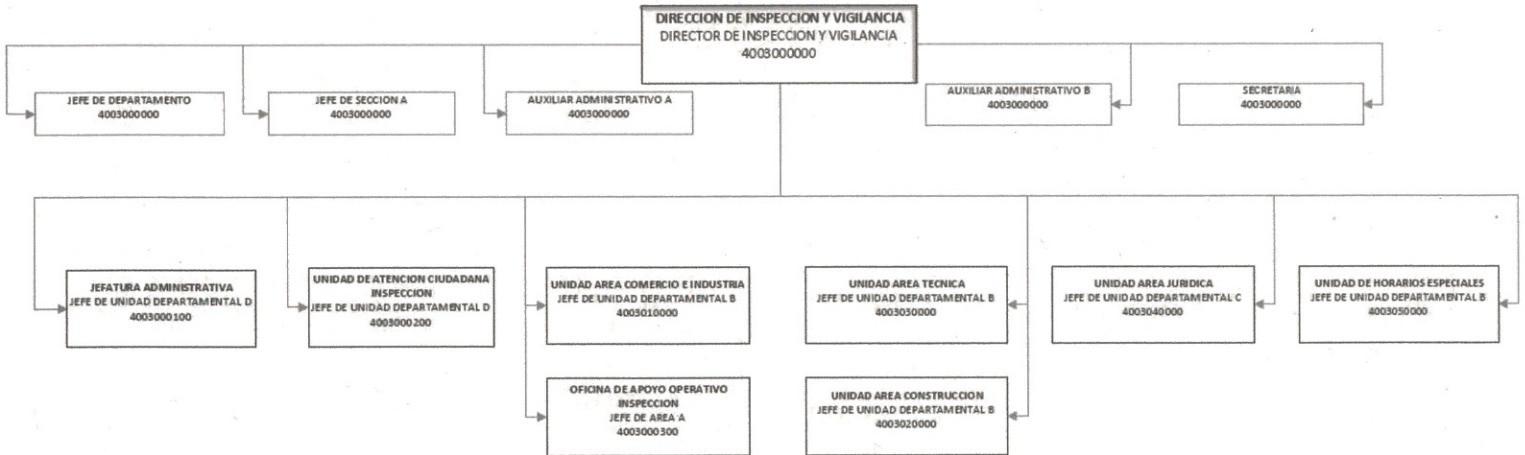 DIRECCION DE INSPECCION Y VIGILANCIA
DIRECTOR DE INSPECCION Y VIGILANCIA
4003000000
JEFE DE DEPARTAMENTO
4003000000
JEFE DE SECCION A
4003000000
AUXILIAR ADMINISTRATIVO A
4003000000
AUXILIAR ADMINISTRATIVO B
4003000000
SECRETARIA
4003000000
JEFATURA ADMINISTRATIVA
JEFE DE UNIDAD DEPARTAMENTAL D
4003000100
UNIDAD DE ATENCION CIUDADANA
INSPECCION
JEFE DE UNIDAD DEPARTAMENTAL D
4003000200
UNIDAD AREA COMERCIO E INDUSTRIA
JEFE DE UNIDAD DEPARTAMENTAL B
4003010000
UNIDAD AREA TECNICA
JEFE DE UNIDAD DEPARTAMENTAL B
4003030000
UNIDAD AREA JURIDICA
JEFE DE UNIDAD DEPARTAMENTAL C
4003040000
UNIDAD DE HORARIOS ESPECIALES
JEFE DE UNIDAD DEPARTAMENTAL B
4003050000
OFICINA DE APOYO OPERATIVO
INSPECCION
JEFE DE AREA A
4003000300
UNIDAD AREA CONSTRUCCION
JEFE DE UNIDAD DEPARTAMENTAL B
4003020000